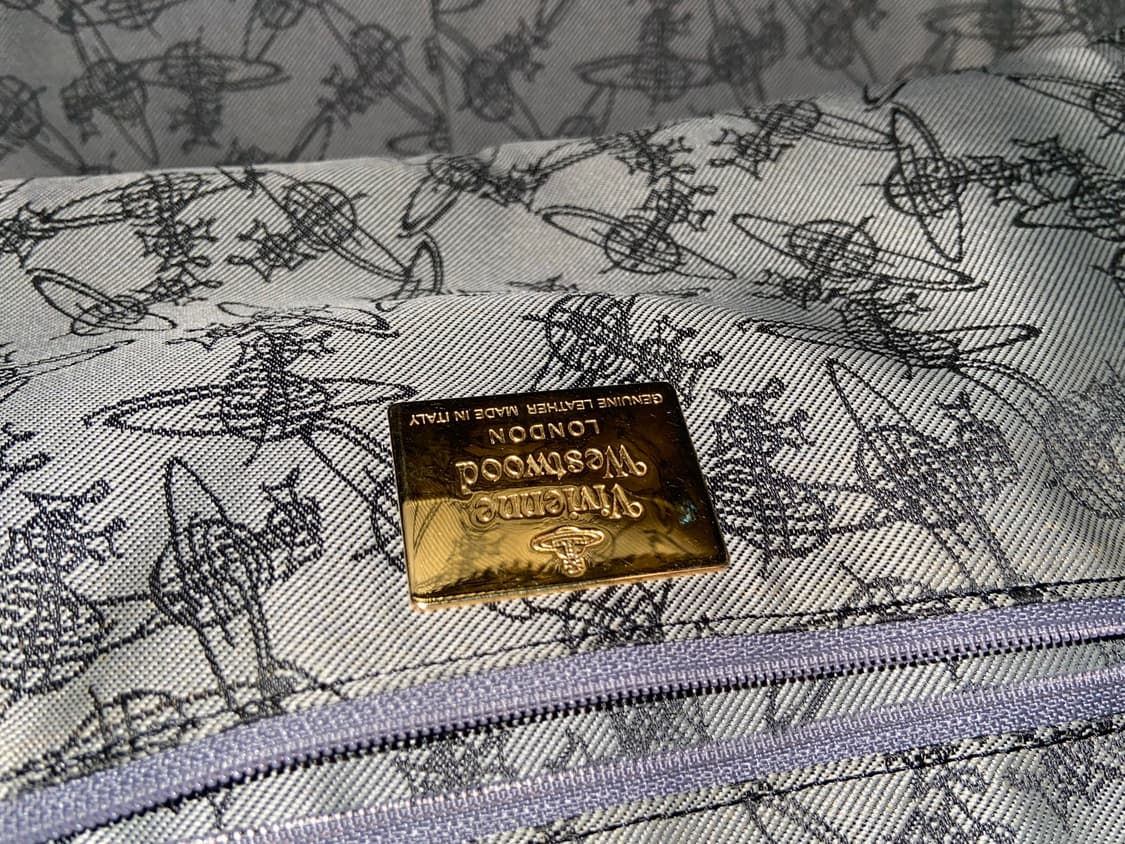 Vivienne
Westwood
LONDON
GENUINE LEATHER MADE IN ITALY